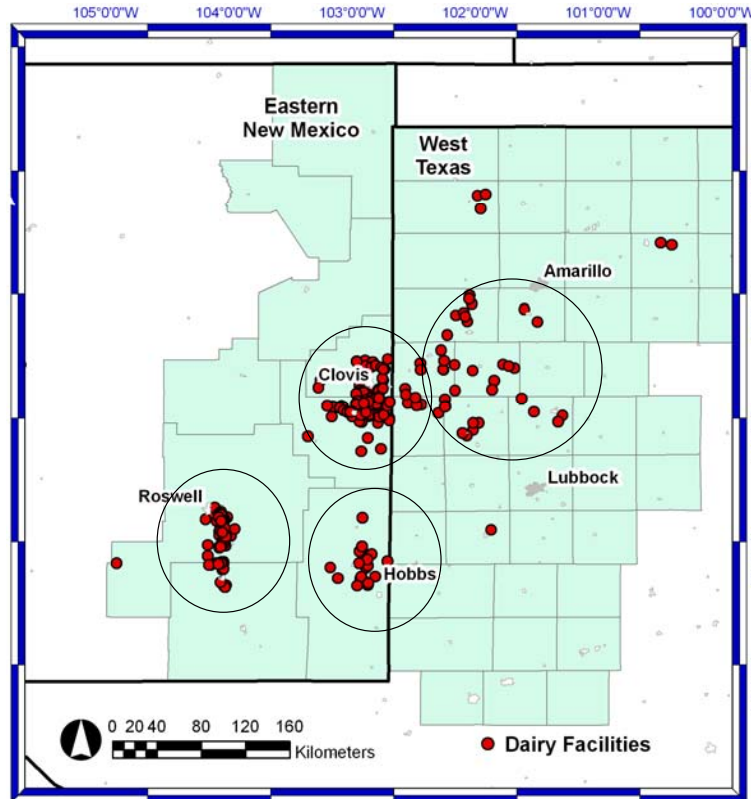 105°0'0"W 104°0'0"W 103°0'0"W 102°0'0"W 101°0'0"W 100°0'0"W
Eastern
New Mexico
West
Texas
Amarillo
Clovis
Lubbock
Roswell
Hobbs
0 20 40 80 120 160
Kilometers
Dairy Facilities